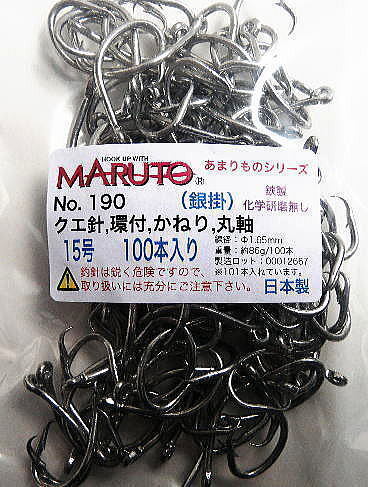 HOOK UP WITH
MARUTO®
あまりものシリーズ
No. 190 （銀掛）
鉄製
化学研磨無し
クエ針,環付,かねり,丸軸
15号 100本入り
線径：Φ1.65mm
重量：約86g/100本
製造ロット：00012667
※101本入れています。
釣針は鋭く危険ですので、
取り扱いには充分にご注意下さい。
日本製